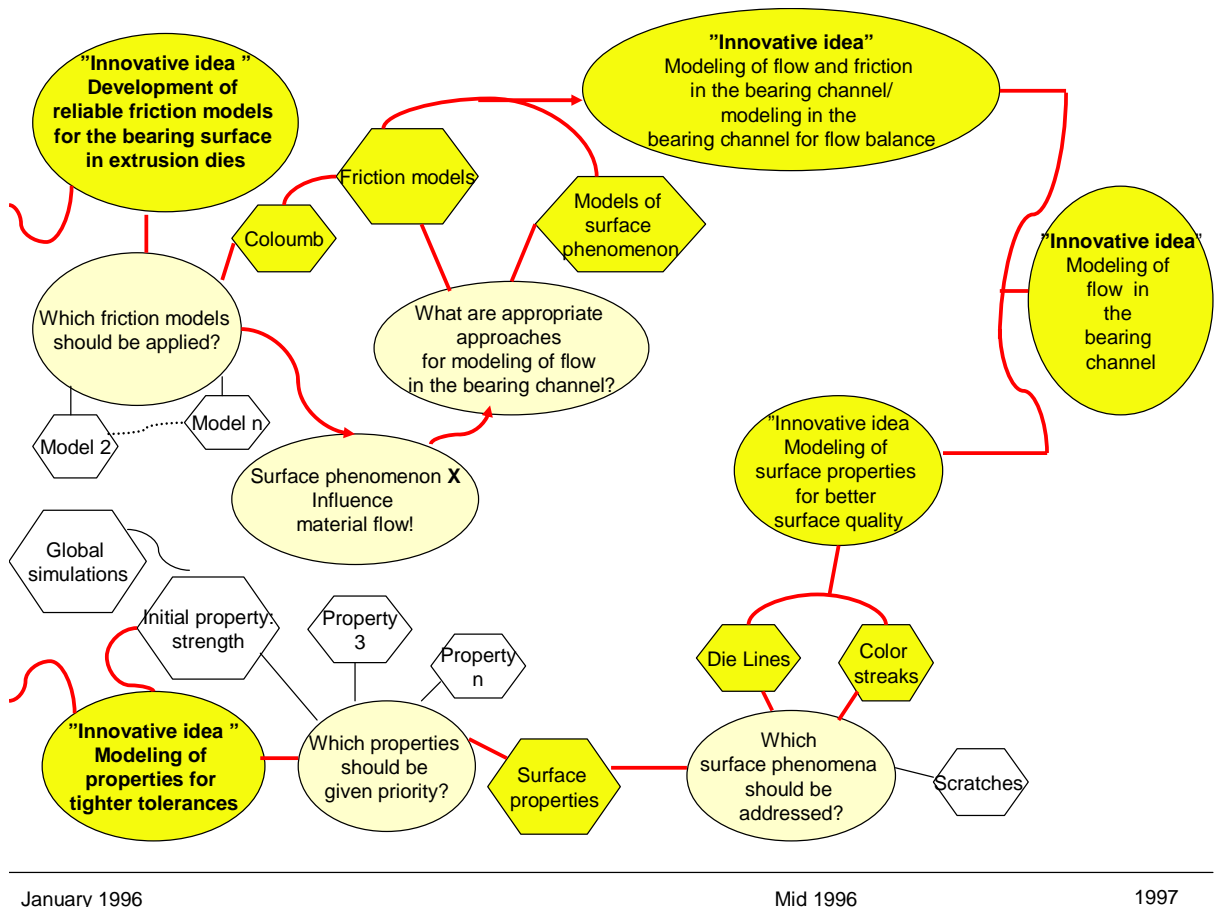 ”Innovative idea ”
Development of
reliable friction models
for the bearing surface
in extrusion dies
”Innovative idea”
Modeling of flow and friction
in the bearing channel/
modeling in the
bearing channel for flow balance
Friction models
Coloumb
Models of
surface
phenomenon
”Innovative idea”
Modeling of
flow in
the
bearing
channel
Which friction models
should be applied?
What are appropriate
approaches
for modeling of flow
in the bearing channel?
Model 2
Model n
Surface phenomenon X
Influence
material flow!
”Innovative idea
Modeling of
surface properties
for better
surface quality
Global
simulations
Initial property:
strength
Property
3
Property
n
Die Lines
Color
streaks
”Innovative idea ”
Modeling of
properties for
tighter tolerances
Which properties
should be
given priority?
Surface
properties
Which
surface phenomena
should be
addressed?
Scratches
January 1996
Mid 1996
1997